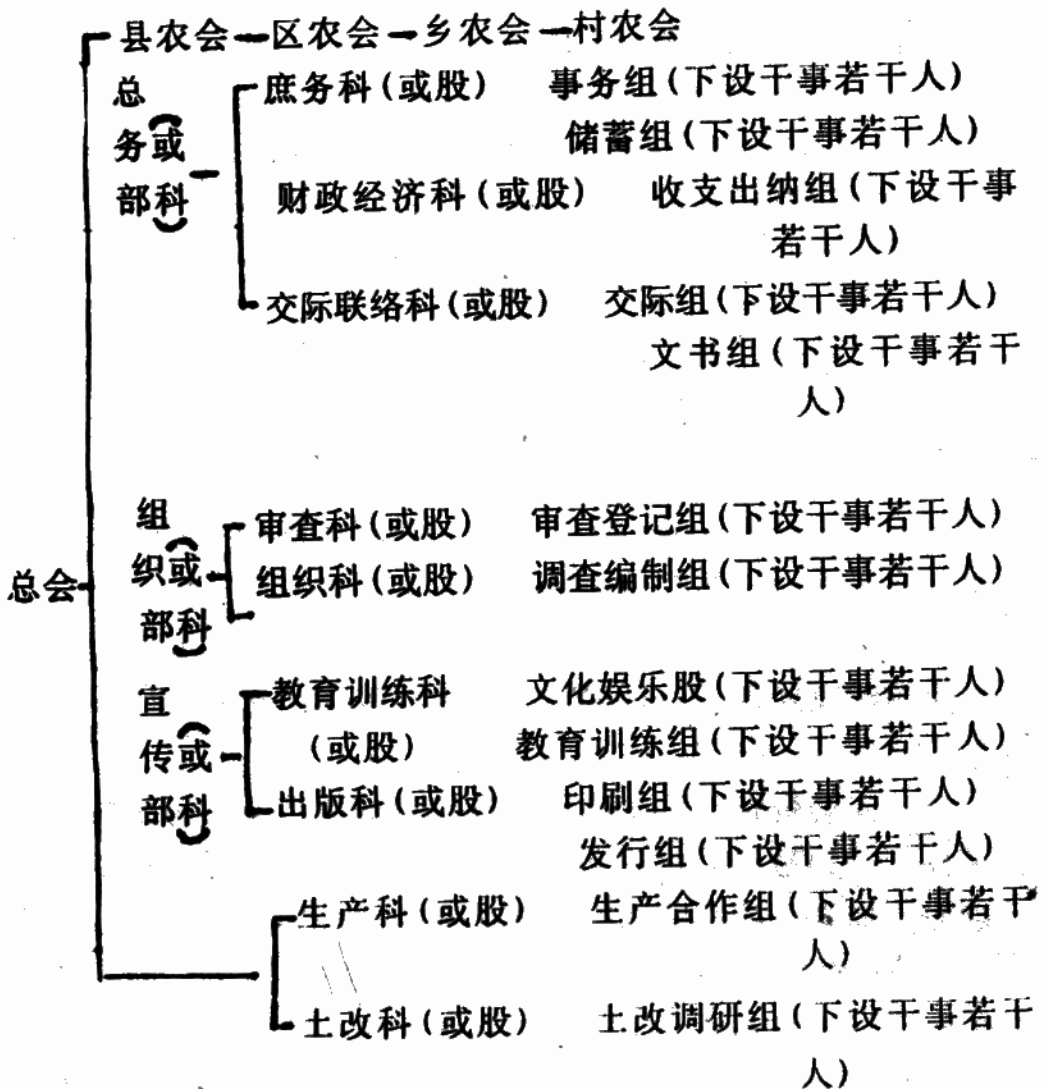 县农会—区农会—乡农会—村农会
总务部(或科)
庶务科(或股) 事务组(下设干事若干人)
储蓄组(下设干事若干人)
财政经济科(或股) 收支出纳组(下设干事
若干人)
交际联络科(或股) 交际组(下设干事若干人)
文书组(下设干事若干
人)
总会
组织部(或科)
审查科(或股) 审查登记组(下设干事若干人)
组织科(或股) 调查编制组(下设干事若干人)
宣传部(或科)
教育训练科 文化娱乐股(下设干事若干人)
(或股) 教育训练组(下设干事若干人)
出版科(或股) 印刷组(下设干事若干人)
发行组(下设干事若干人)
生产科(或股) 生产合作组(下设干事若干
人)
土改科(或股) 土改调研组(下设干事若干
人)